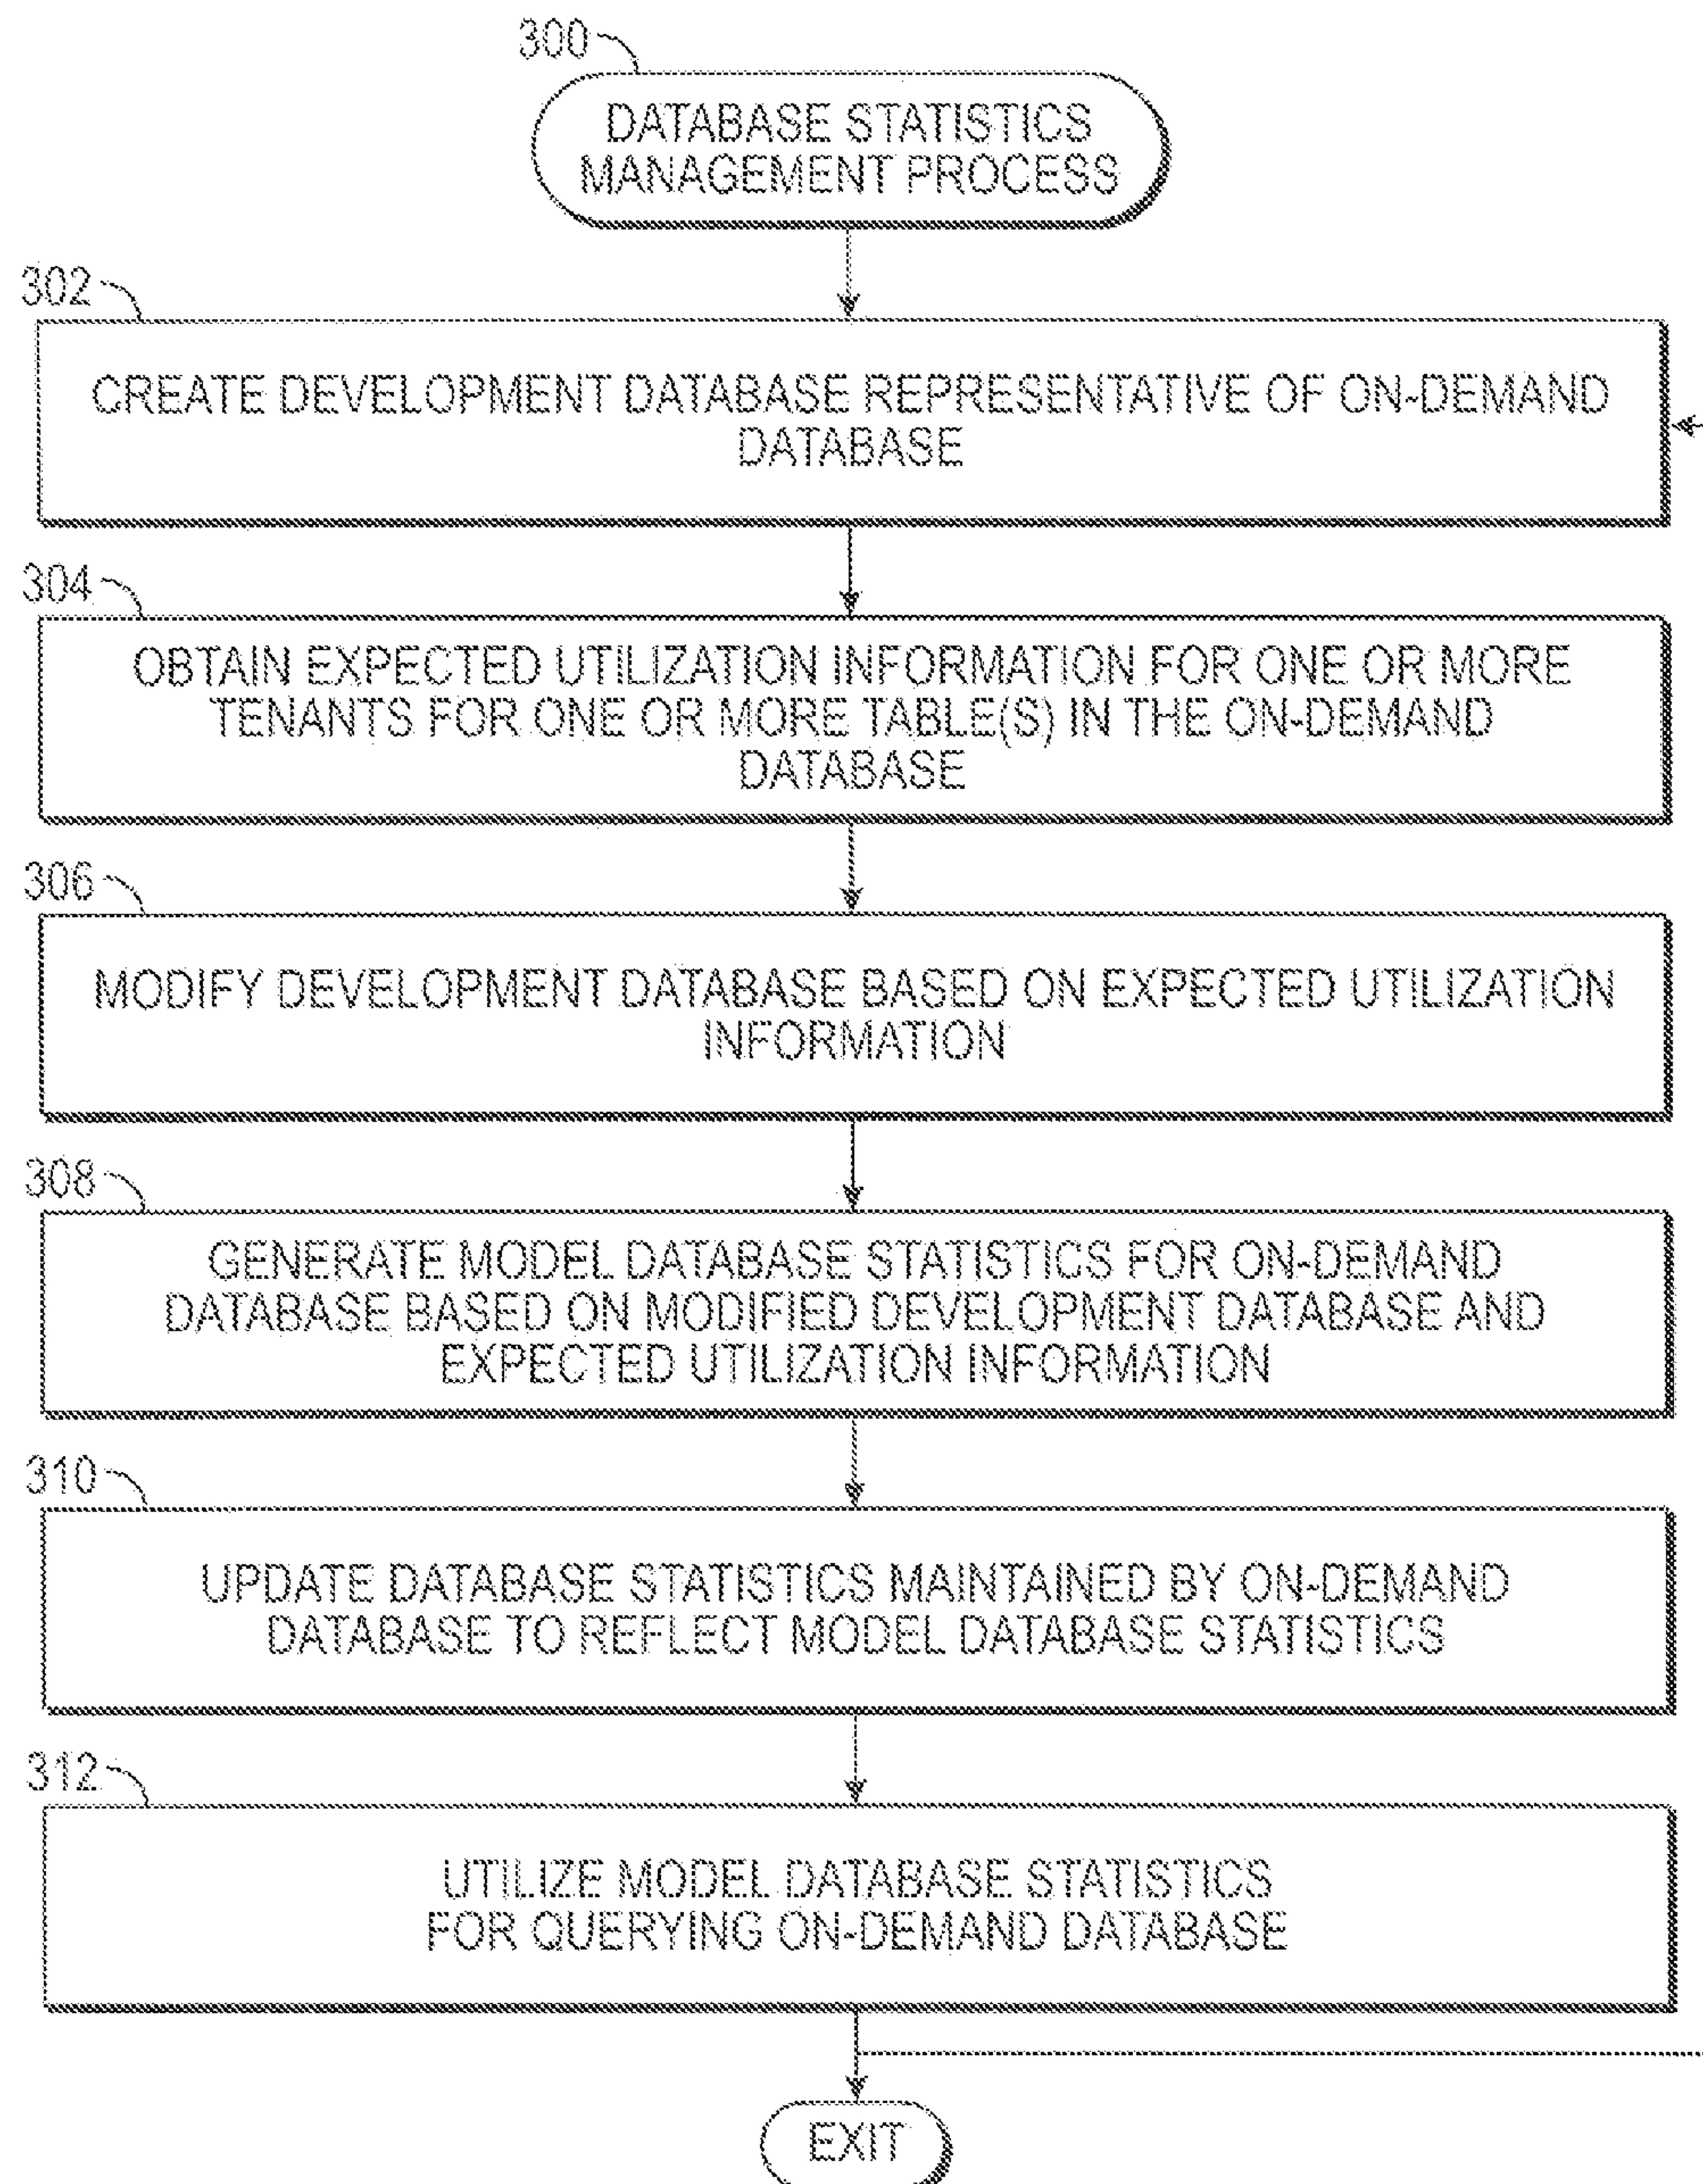 300
DATABASE STATISTICS
MANAGEMENT PROCESS
302
CREATE DEVELOPMENT DATABASE REPRESENTATIVE OF ON-DEMAND
DATABASE
304
OBTAIN EXPECTED UTILIZATION INFORMATION FOR ONE OR MORE
TENANTS FOR ONE OR MORE TABLE(S) IN THE ON-DEMAND
DATABASE
306
MODIFY DEVELOPMENT DATABASE BASED ON EXPECTED UTILIZATION
INFORMATION
308
GENERATE MODEL DATABASE STATISTICS FOR ON-DEMAND
DATABASE BASED ON MODIFIED DEVELOPMENT DATABASE AND
EXPECTED UTILIZATION INFORMATION
310
UPDATE DATABASE STATISTICS MAINTAINED BY ON-DEMAND
DATABASE TO REFLECT MODEL DATABASE STATISTICS
312
UTILIZE MODEL DATABASE STATISTICS
FOR QUERYING ON-DEMAND DATABASE
EXIT